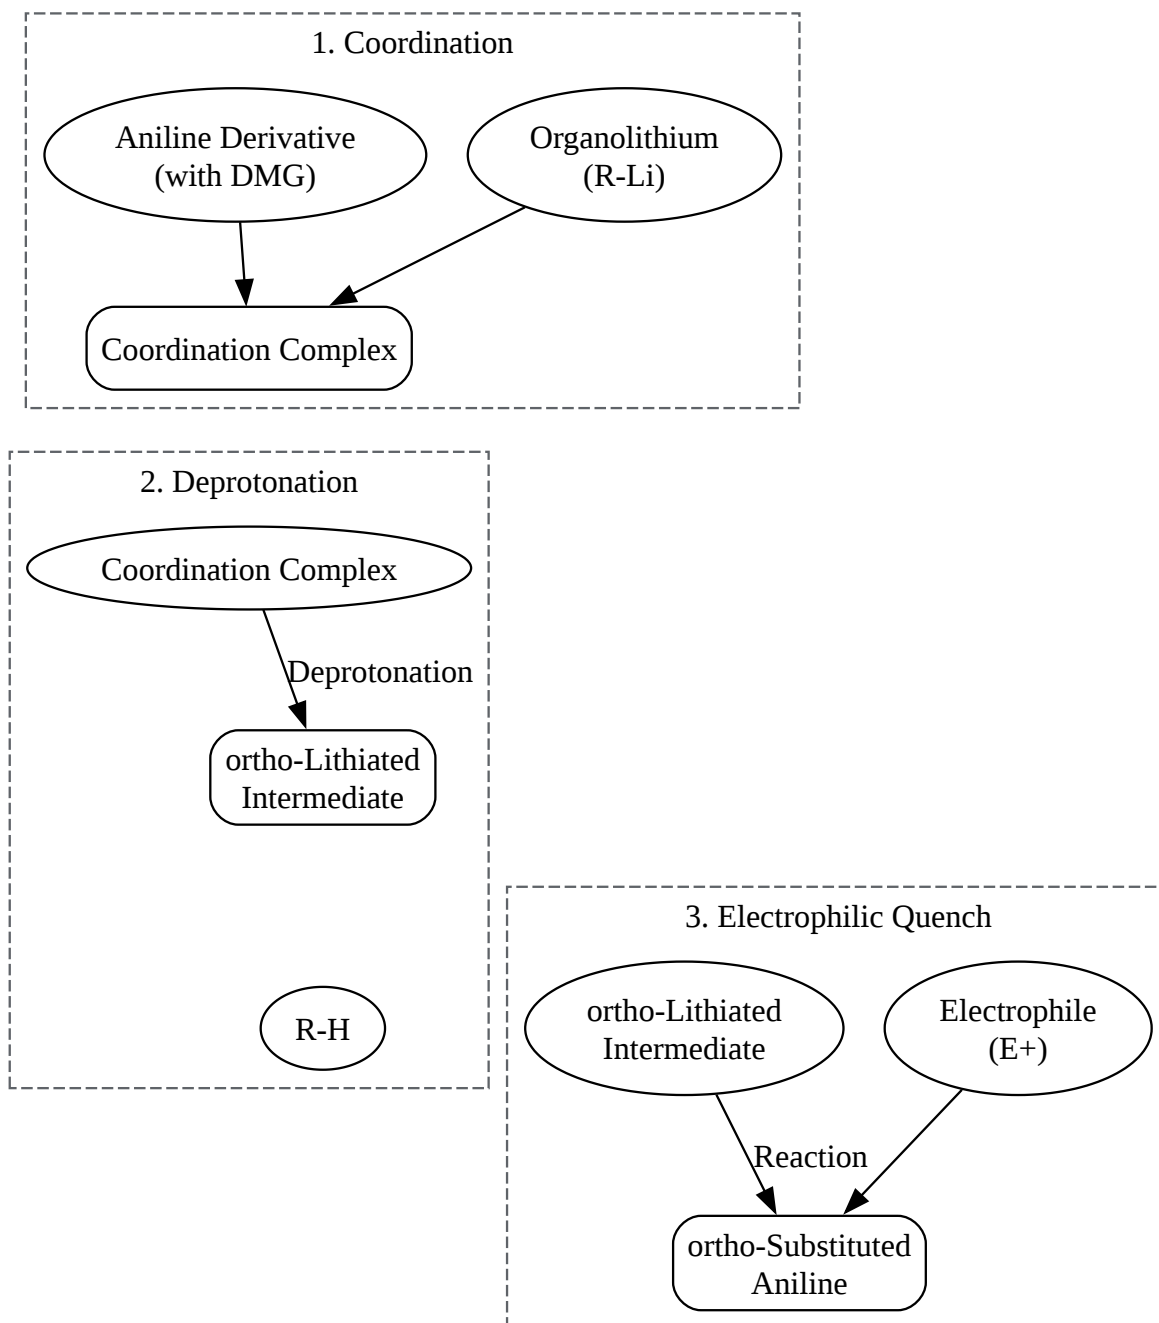 1. Coordination
Aniline Derivative
(with DMG)
Organolithium
(R-Li)
Coordination Complex
2. Deprotonation
Coordination Complex
Deprotonation
ortho-Lithiated
Intermediate
R-H
3. Electrophilic Quench
ortho-Lithiated
Intermediate
Electrophile
(E+)
Reaction
ortho-Substituted
Aniline